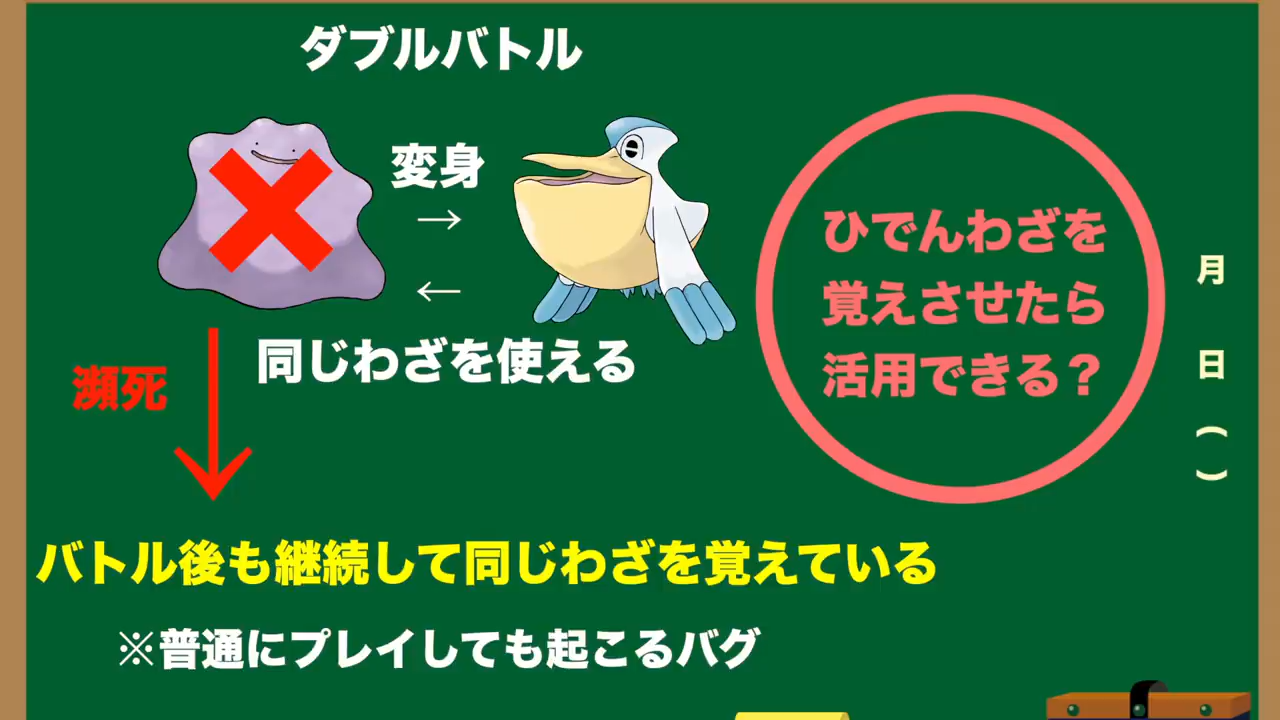 ダブルバトル
変身
→
←
同じわざを使える
ひでんわざを
覚えさせたら
活用できる？
瀕死
バトル後も継続して同じわざを覚えている
※普通にプレイしても起こるバグ
月
日
（
）